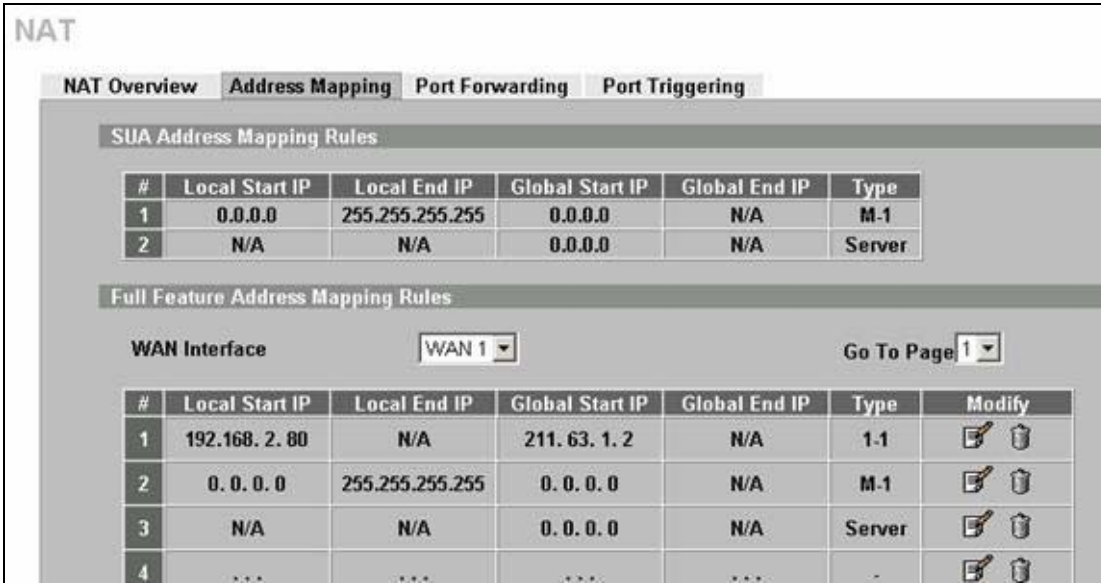 NAT
NAT Overview Address Mapping Port Forwarding Port Triggering
SUA Address Mapping Rules
# Local Start IP Local End IP Global Start IP Global End IP Type
1 0.0.0.0 255.255.255.255 0.0.0.0 N/A M-1
2 N/A N/A 0.0.0.0 N/A Server
Full Feature Address Mapping Rules
WAN Interface WAN 1 Go To Page 1
# Local Start IP Local End IP Global Start IP Global End IP Type Modify
1 192.168. 2. 80 N/A 211. 63. 1. 2 N/A 1-1
2 0. 0. 0. 0 255.255.255.255 0. 0. 0. 0 N/A M-1
3 N/A N/A 0. 0. 0. 0 N/A Server
4 . . . . . . . . . . . . -